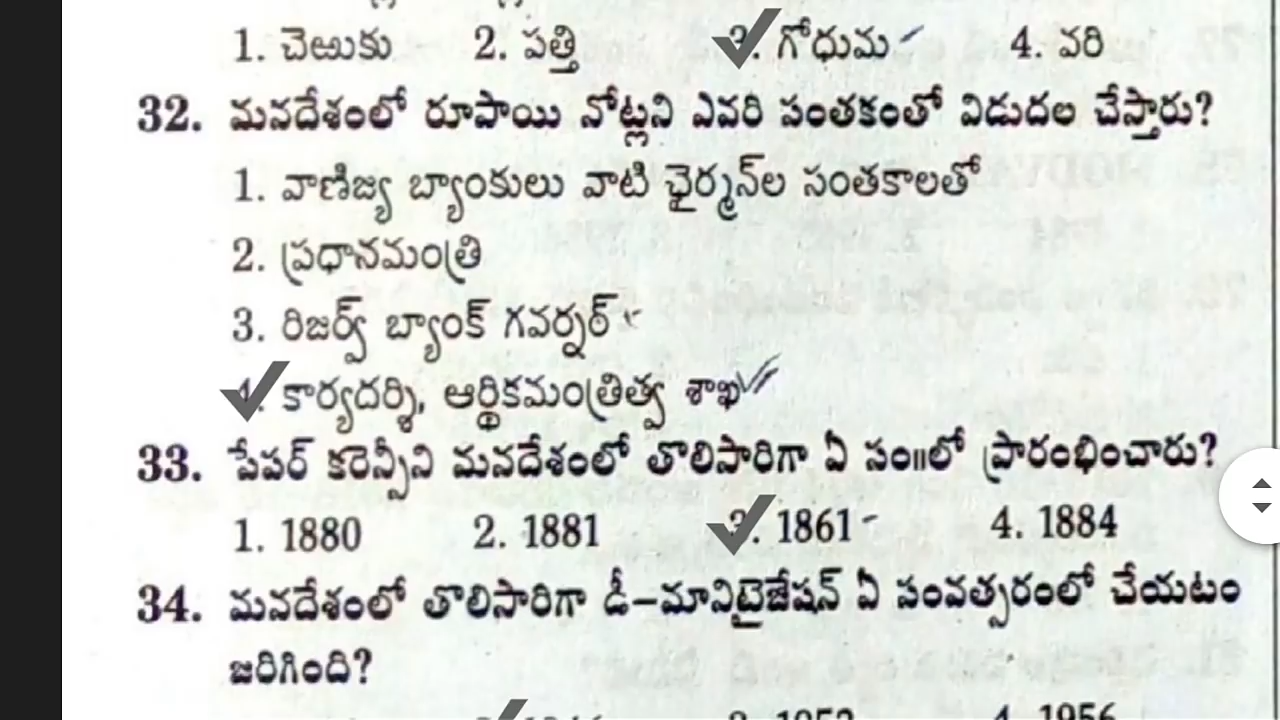 1. చెఱుకు 2. పత్తి 3. గోధుమ 4. వరి
32. మనదేశంలో రూపాయి నోట్లని ఎవరి సంతకంతో విడుదల చేస్తారు?
1. వాణిజ్య బ్యాంకులు వాటి ఛైర్మన్‌ల సంతకాలతో
2. ప్రధానమంత్రి
3. రిజర్వ్ బ్యాంక్ గవర్నర్
4. కార్యదర్శి, ఆర్థికమంత్రిత్వ శాఖ
33. పేపర్ కరెన్సీని మనదేశంలో తొలిసారిగా ఏ సం॥లో ప్రారంభించారు?
1. 1880 2. 1881 3. 1861 4. 1884
34. మనదేశంలో తొలిసారిగా డీ–మానిటైజేషన్ ఏ సంవత్సరంలో చేయటం
జరిగింది?
4. 1956